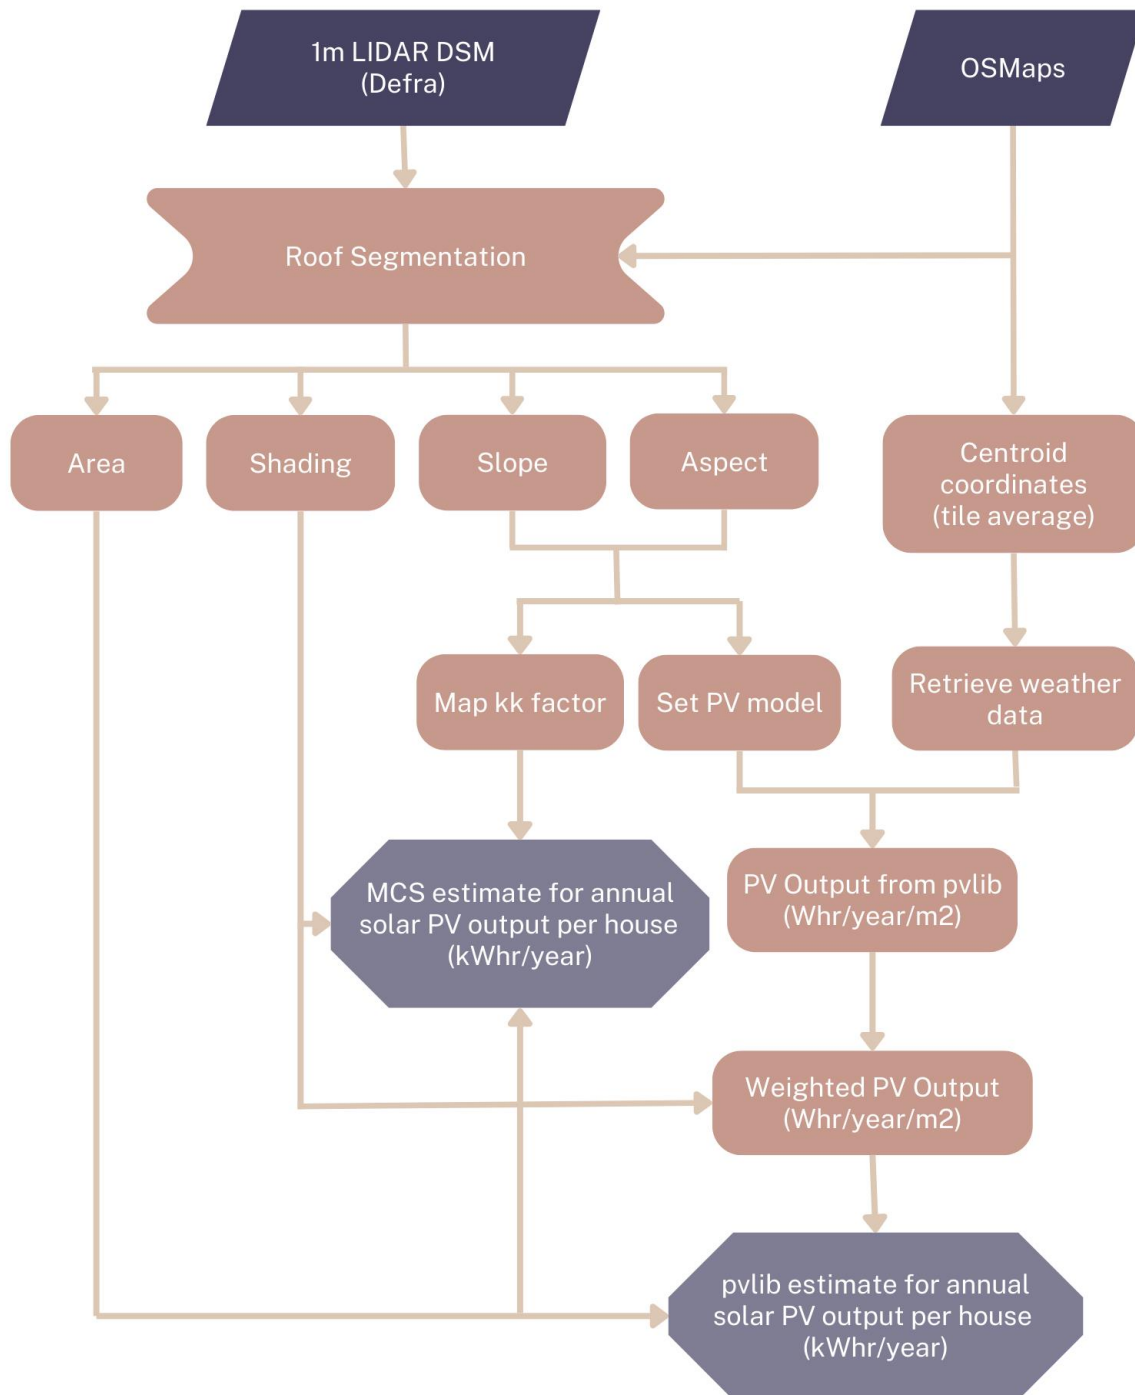 1m LIDAR DSM
(Defra)
OSMaps
Roof Segmentation
Area
Shading
Slope
Aspect
Centroid
coordinates
(tile average)
Map kk factor
Set PV model
Retrieve weather
data
MCS estimate for annual
solar PV output per house
(kWhr/year)
PV Output from pvlib
(Whr/year/m2)
Weighted PV Output
(Whr/year/m2)
pvlib estimate for annual
solar PV output per house
(kWhr/year)